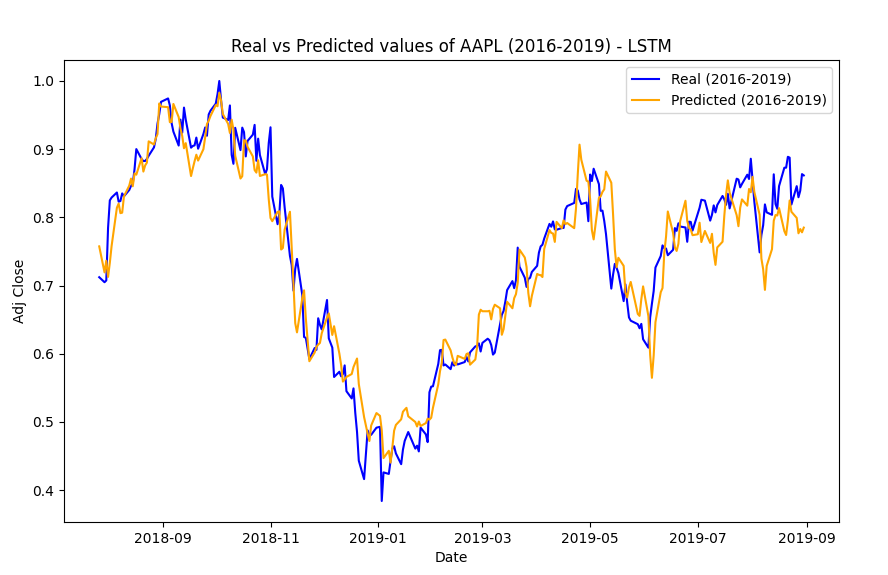 Real vs Predicted values of AAPL (2016-2019) - LSTM
Real (2016-2019)
Predicted (2016-2019)
Adj Close
1.0
0.9
0.8
0.7
0.6
0.5
0.4
2018-09 2018-11 2019-01 2019-03 2019-05 2019-07 2019-09
Date